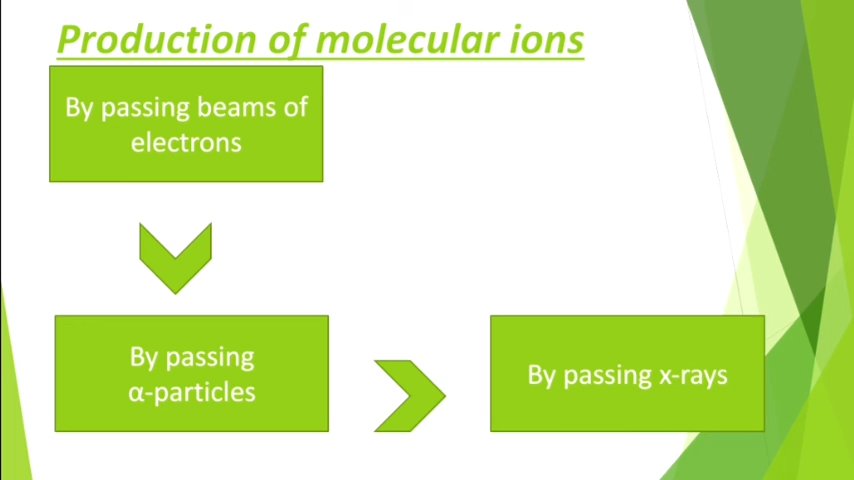 Production of molecular ions
By passing beams of
electrons
By passing
α-particles
By passing x-rays